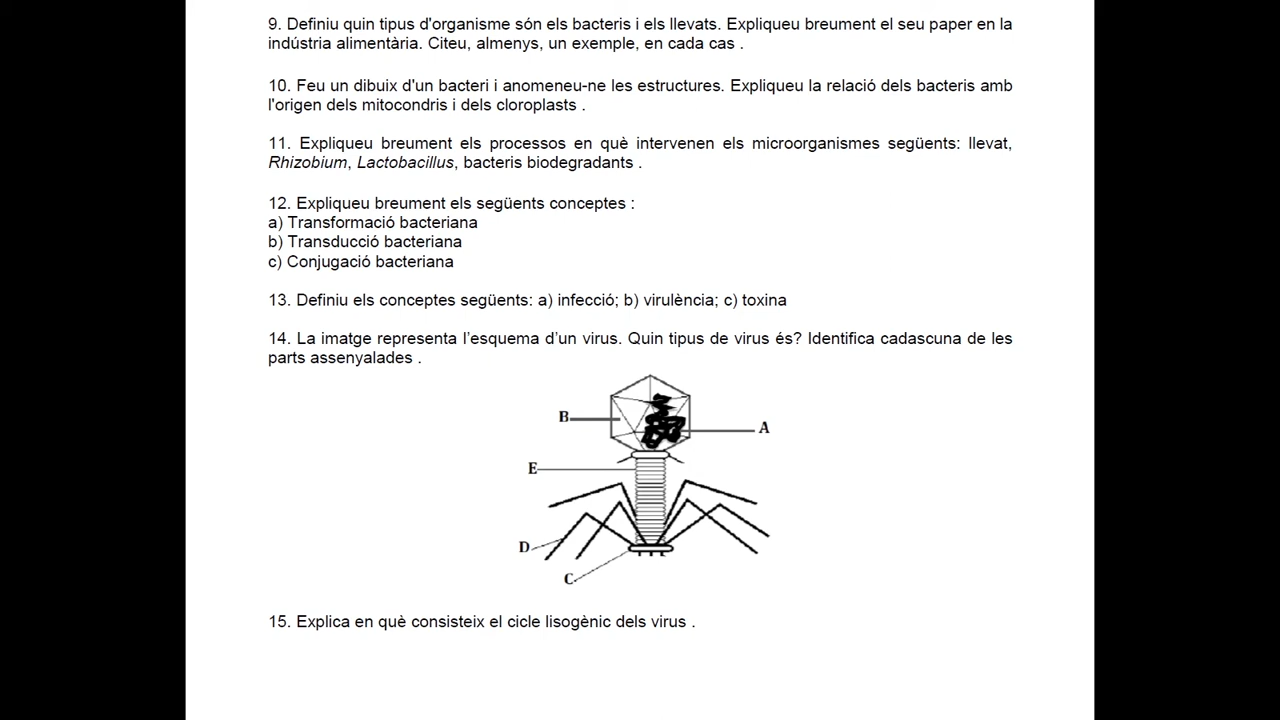 9. Definiu quin tipus d'organisme són els bacteris i els llevats. Expliqueu breument el seu paper en la
indústria alimentària. Citeu, almenys, un exemple, en cada cas .
10. Feu un dibuix d'un bacteri i anomeneu-ne les estructures. Expliqueu la relació dels bacteris amb
l'origen dels mitocondris i dels cloroplasts .
11. Expliqueu breument els processos en què intervenen els microorganismes següents: llevat,
Rhizobium, Lactobacillus, bacteris biodegradants .
12. Expliqueu breument els següents conceptes :
a) Transformació bacteriana
b) Transducció bacteriana
c) Conjugació bacteriana
13. Definiu els conceptes següents: a) infecció; b) virulència; c) toxina
14. La imatge representa l’esquema d’un virus. Quin tipus de virus és? Identifica cadascuna de les
parts assenyalades .
B
A
E
D
C
15. Explica en què consisteix el cicle lisogènic dels virus .